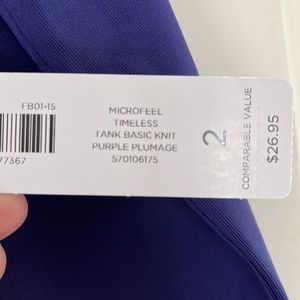 FB01-15
77367
MICROFEEL
TIMELESS
TANK BASIC KNIT
PURPLE PLUMAGE
570106175
2
COMPARABLE VALUE
$26.95